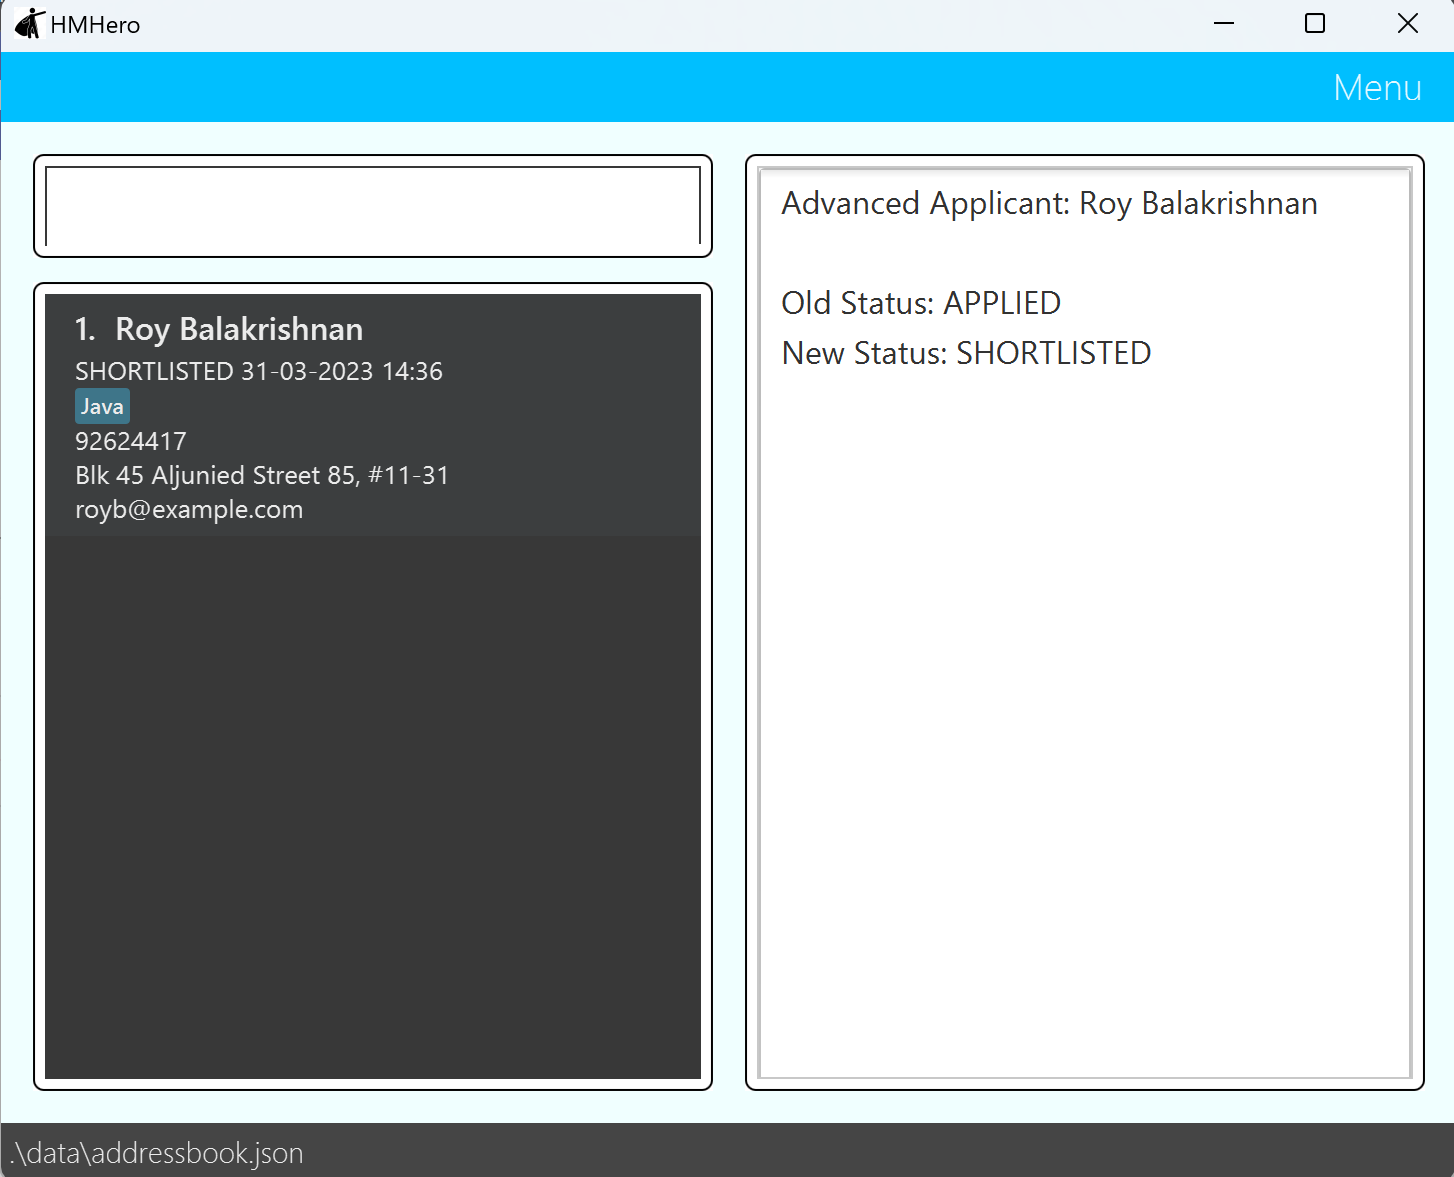 HMHero
Menu
1. Roy Balakrishnan
SHORTLISTED 31-03-2023 14:36
Java
92624417
Blk 45 Aljunied Street 85, #11-31
royb@example.com
Advanced Applicant: Roy Balakrishnan
Old Status: APPLIED
New Status: SHORTLISTED
.\data\addressbook.json